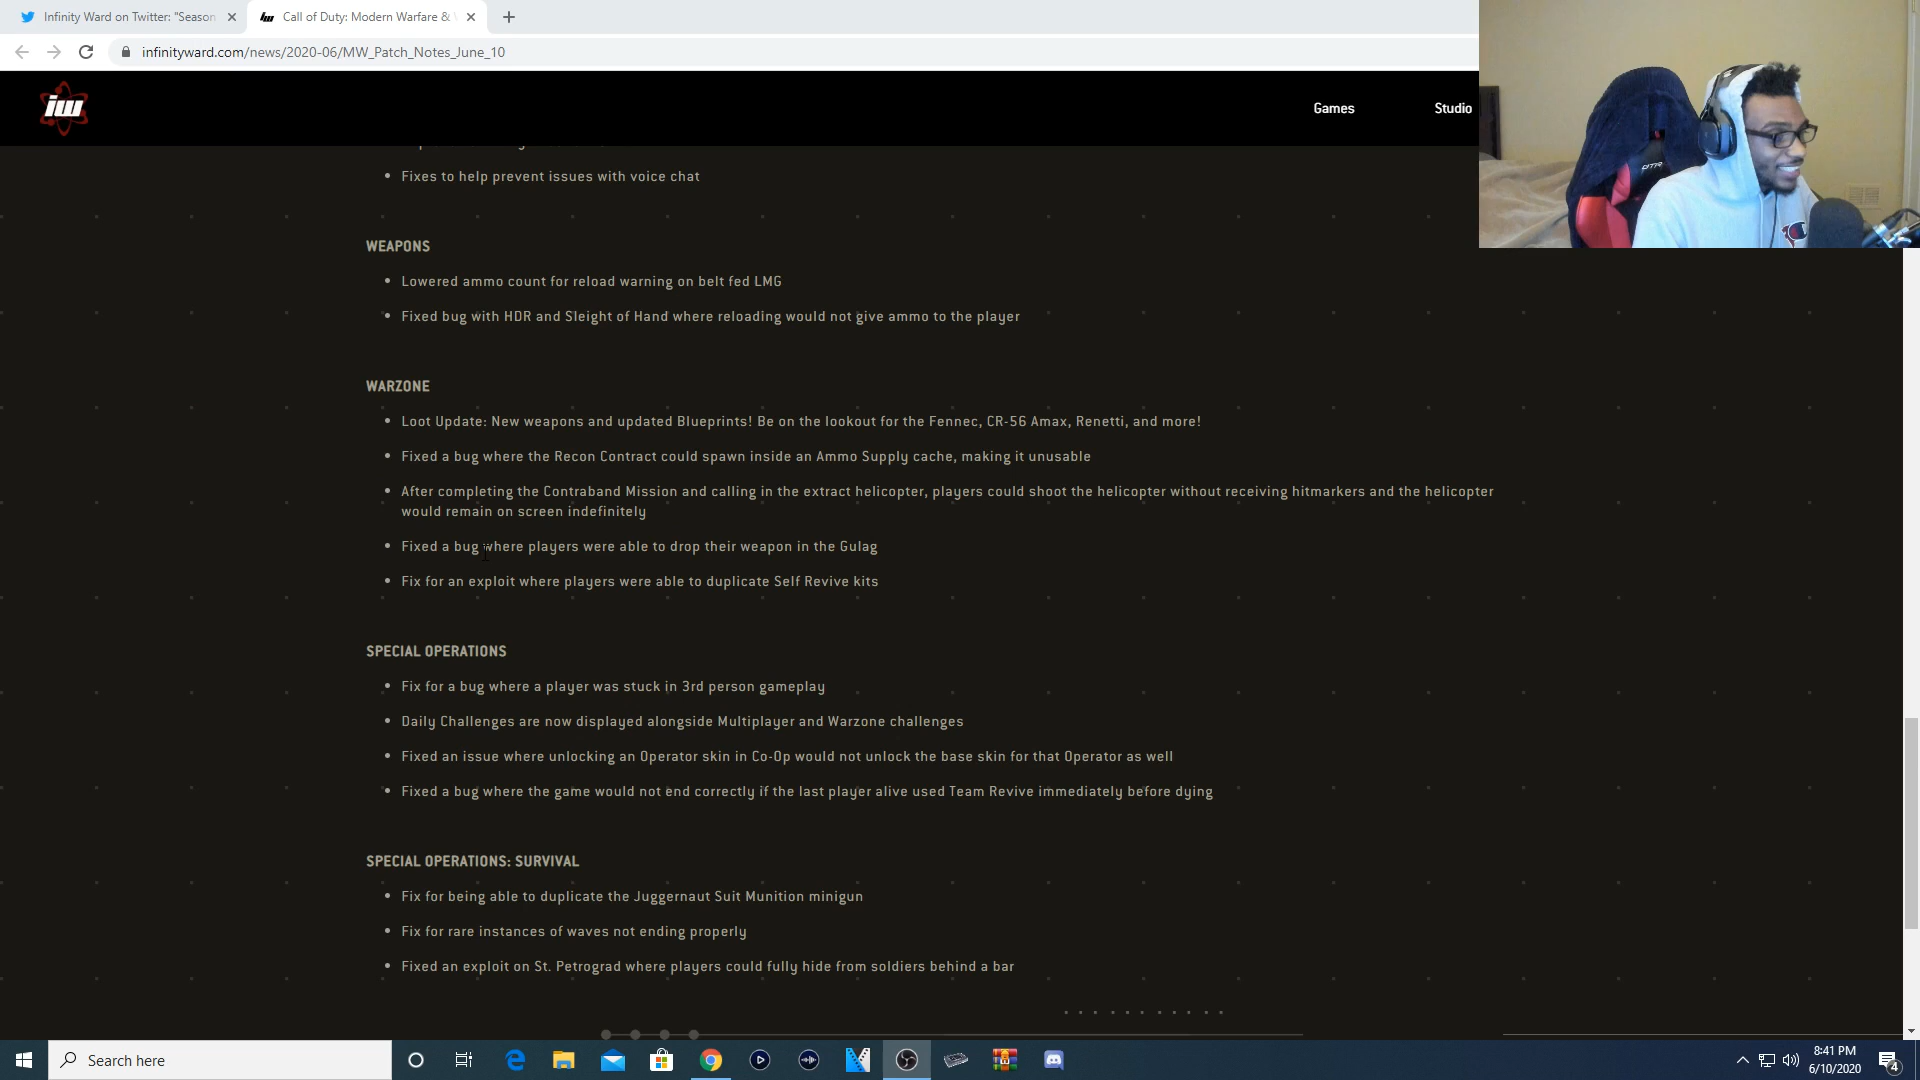 Infinity Ward on Twitter: "Season
Call of Duty: Modern Warfare &
infinityward.com/news/2020-06/MW_Patch_Notes_June_10
iw
Games
Studio
Fixes to help prevent issues with voice chat
WEAPONS
Lowered ammo count for reload warning on belt fed LMG
Fixed bug with HDR and Sleight of Hand where reloading would not give ammo to the player
WARZONE
Loot Update: New weapons and updated Blueprints! Be on the lookout for the Fennec, CR-56 Amax, Renetti, and more!
Fixed a bug where the Recon Contract could spawn inside an Ammo Supply cache, making it unusable
After completing the Contraband Mission and calling in the extract helicopter, players could shoot the helicopter without receiving hitmarkers and the helicopter
would remain on screen indefinitely
Fixed a bug where players were able to drop their weapon in the Gulag
Fix for an exploit where players were able to duplicate Self Revive kits
SPECIAL OPERATIONS
Fix for a bug where a player was stuck in 3rd person gameplay
Daily Challenges are now displayed alongside Multiplayer and Warzone challenges
Fixed an issue where unlocking an Operator skin in Co-Op would not unlock the base skin for that Operator as well
Fixed a bug where the game would not end correctly if the last player alive used Team Revive immediately before dying
SPECIAL OPERATIONS: SURVIVAL
Fix for being able to duplicate the Juggernaut Suit Munition minigun
Fix for rare instances of waves not ending properly
Fixed an exploit on St. Petrograd where players could fully hide from soldiers behind a bar
Search here
8:41 PM
6/10/2020
4